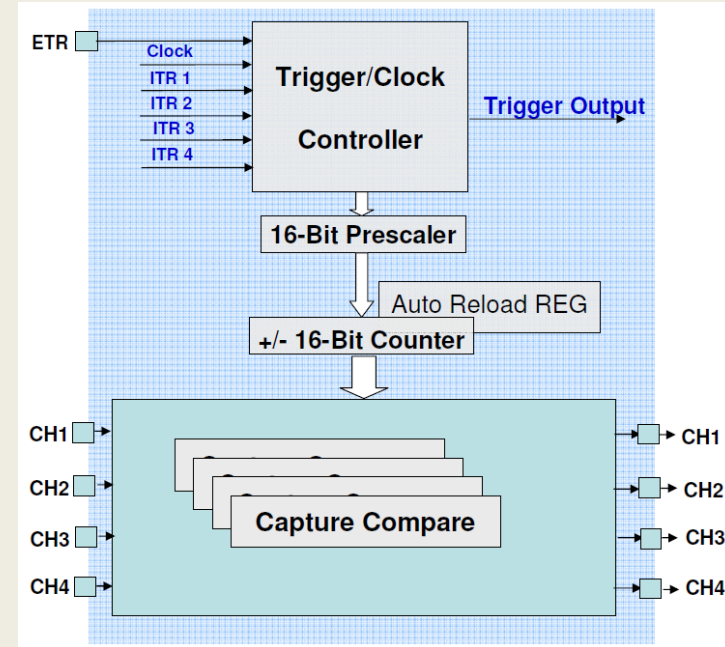 ETR
Clock
ITR 1
ITR 2
ITR 3
ITR 4
Trigger/Clock
Controller
Trigger Output
16-Bit Prescaler
Auto Reload REG
+/- 16-Bit Counter
CH1
CH2
CH3
CH4
Capture Compare
CH1
CH2
CH3
CH4